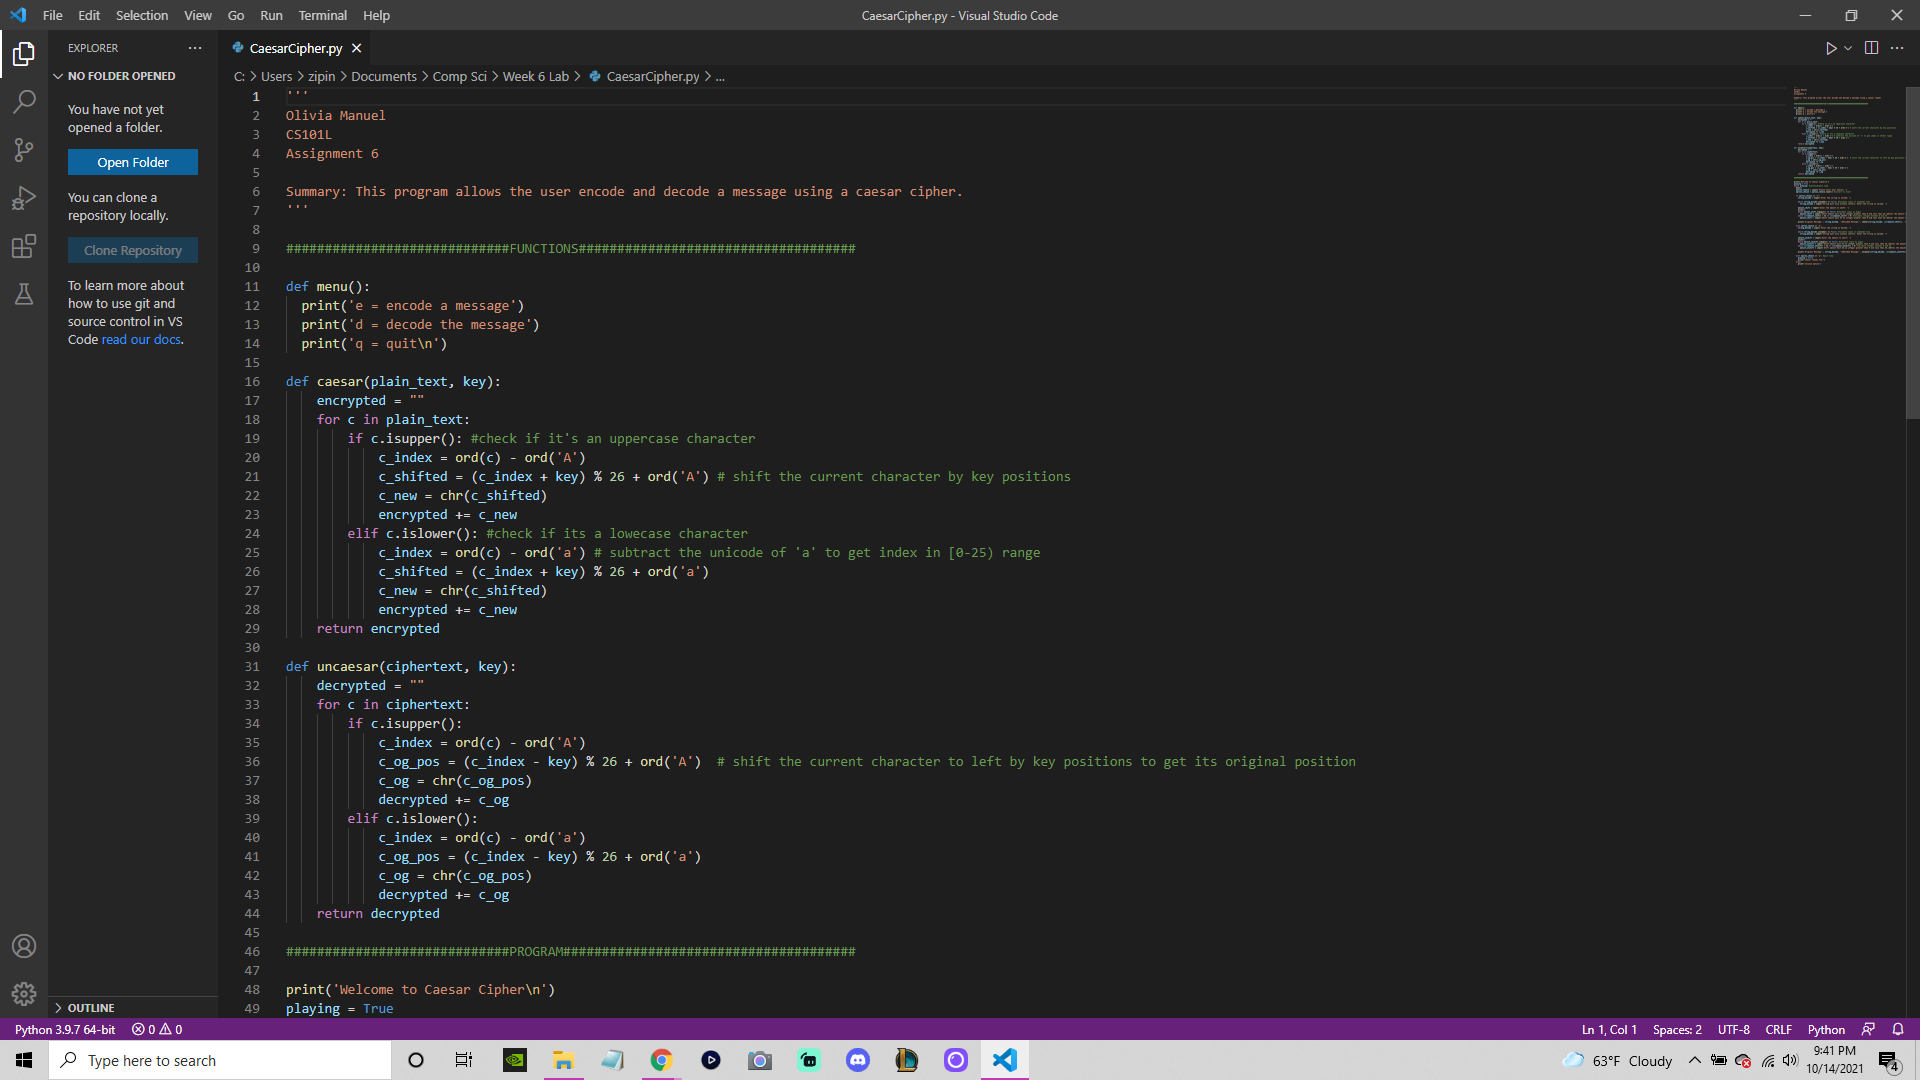 File Edit Selection View Go Run Terminal Help
CaesarCipher.py - Visual Studio Code
EXPLORER
CaesarCipher.py
NO FOLDER OPENED
C: > Users > zipin > Documents > Comp Sci > Week 6 Lab > CaesarCipher.py > ...
You have not yet
opened a folder.
Open Folder
You can clone a
repository locally.
Clone Repository
To learn more about
how to use git and
source control in VS
Code read our docs.
OUTLINE
1 '''
2 Olivia Manuel
3 CS101L
4 Assignment 6
5
6 Summary: This program allows the user encode and decode a message using a caesar cipher.
7 '''
8
9 #############################FUNCTIONS####################################
10
11 def menu():
12   print('e = encode a message')
13   print('d = decode the message')
14   print('q = quit\n')
15
16 def caesar(plain_text, key):
17     encrypted = ""
18     for c in plain_text:
19         if c.isupper(): #check if it's an uppercase character
20             c_index = ord(c) - ord('A')
21             c_shifted = (c_index + key) % 26 + ord('A') # shift the current character by key positions
22             c_new = chr(c_shifted)
23             encrypted += c_new
24         elif c.islower(): #check if its a lowecase character
25             c_index = ord(c) - ord('a') # subtract the unicode of 'a' to get index in [0-25) range
26             c_shifted = (c_index + key) % 26 + ord('a')
27             c_new = chr(c_shifted)
28             encrypted += c_new
29     return encrypted
30
31 def uncaesar(ciphertext, key):
32     decrypted = ""
33     for c in ciphertext:
34         if c.isupper():
35             c_index = ord(c) - ord('A')
36             c_og_pos = (c_index - key) % 26 + ord('A')  # shift the current character to left by key positions to get its original position
37             c_og = chr(c_og_pos)
38             decrypted += c_og
39         elif c.islower():
40             c_index = ord(c) - ord('a')
41             c_og_pos = (c_index - key) % 26 + ord('a')
42             c_og = chr(c_og_pos)
43             decrypted += c_og
44     return decrypted
45
46 #############################PROGRAM######################################
47
48 print('Welcome to Caesar Cipher\n')
49 playing = True
Python 3.9.7 64-bit 0 0
Ln 1, Col 1 Spaces: 2 UTF-8 CRLF Python
Type here to search
63°F Cloudy
9:41 PM
10/14/2021
4